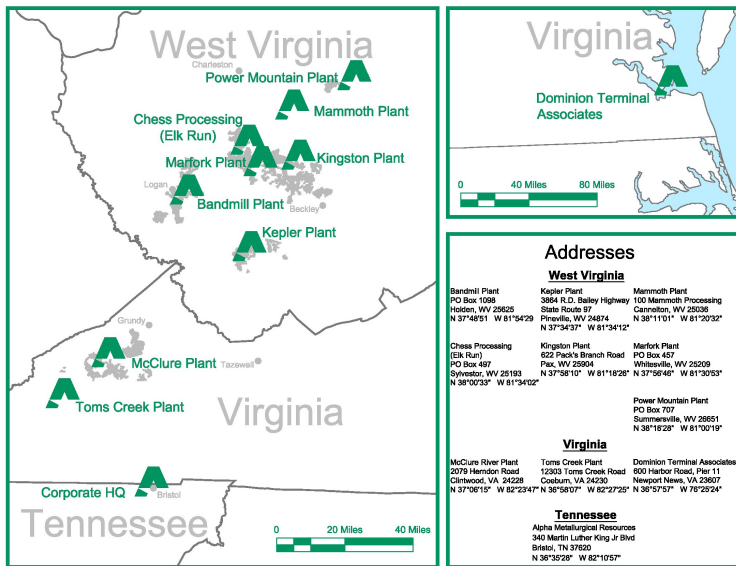 West Virginia
Charleston
Power Mountain Plant
Mammoth Plant
Chess Processing
(Elk Run)
Marfork Plant
Kingston Plant
Logan
Bandmill Plant
Beckley
Kepler Plant
Grundy
McClure Plant
Tazewell
Toms Creek Plant
Virginia
Corporate HQ
Bristol
Tennessee
0 20 Miles 40 Miles
Virginia
Dominion Terminal
Associates
0 40 Miles 80 Miles
Addresses
West Virginia
Bandmill Plant
PO Box 1098
Holden, WV 25625
N 37°48'51 W 81°54'29
Kepler Plant
3864 R.D. Bailey Highway
State Route 97
Pineville, WV 24874
N 37°34'37 W 81°34'12
Mammoth Plant
100 Mammoth Processing
Cannelton, WV 25036
N 38°11'01 W 81°20'32
Chess Processing
(Elk Run)
PO Box 497
Sylvestor, WV 25193
N 38°00'33 W 81°34'02
Kingston Plant
622 Pack's Branch Road
Pax, WV 25904
N 37°58'10 W 81°18'26
Marfork Plant
PO Box 457
Whitesville, WV 25209
N 37°56'46 W 81°30'53
Power Mountain Plant
PO Box 707
Summersville, WV 26651
N 38°18'28 W 81°00'19
Virginia
McClure River Plant
2079 Herndon Road
Clintwood, VA 24228
N 37°06'15 W 82°23'47
Toms Creek Plant
12303 Toms Creek Road
Coeburn, VA 24230
N 36°58'07 W 82°27'25
Dominion Terminal Associates
600 Harbor Road, Pier 11
Newport News, VA 23607
N 36°57'57 W 76°25'24
Tennessee
Alpha Metallurgical Resources
340 Martin Luther King Jr Blvd
Bristol, TN 37620
N 36°35'28 W 82°10'57